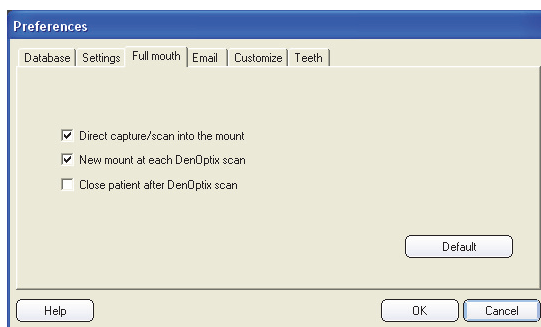 Preferences
Database Settings Full mouth Email Customize Teeth
Direct capture/scan into the mount
New mount at each DenOptix scan
Close patient after DenOptix scan
Default
Help OK Cancel